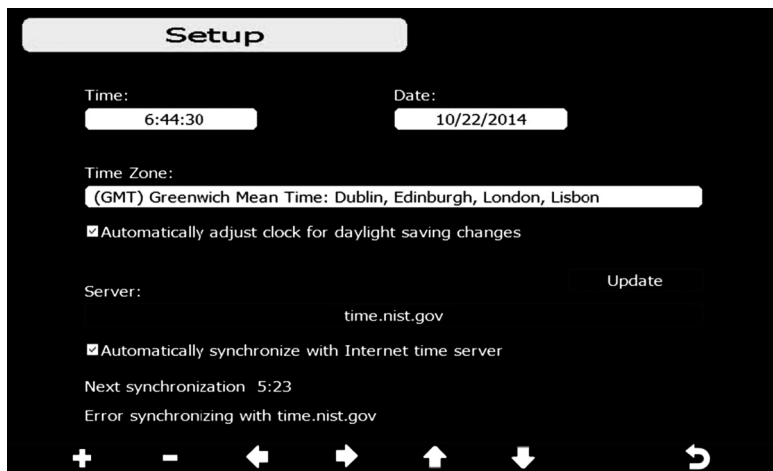 Setup
Time: Date:
6:44:30 10/22/2014
Time Zone:
(GMT) Greenwich Mean Time: Dublin, Edinburgh, London, Lisbon
Automatically adjust clock for daylight saving changes
Update
Server:
time.nist.gov
Automatically synchronize with Internet time server
Next synchronization 5:23
Error synchronizing with time.nist.gov